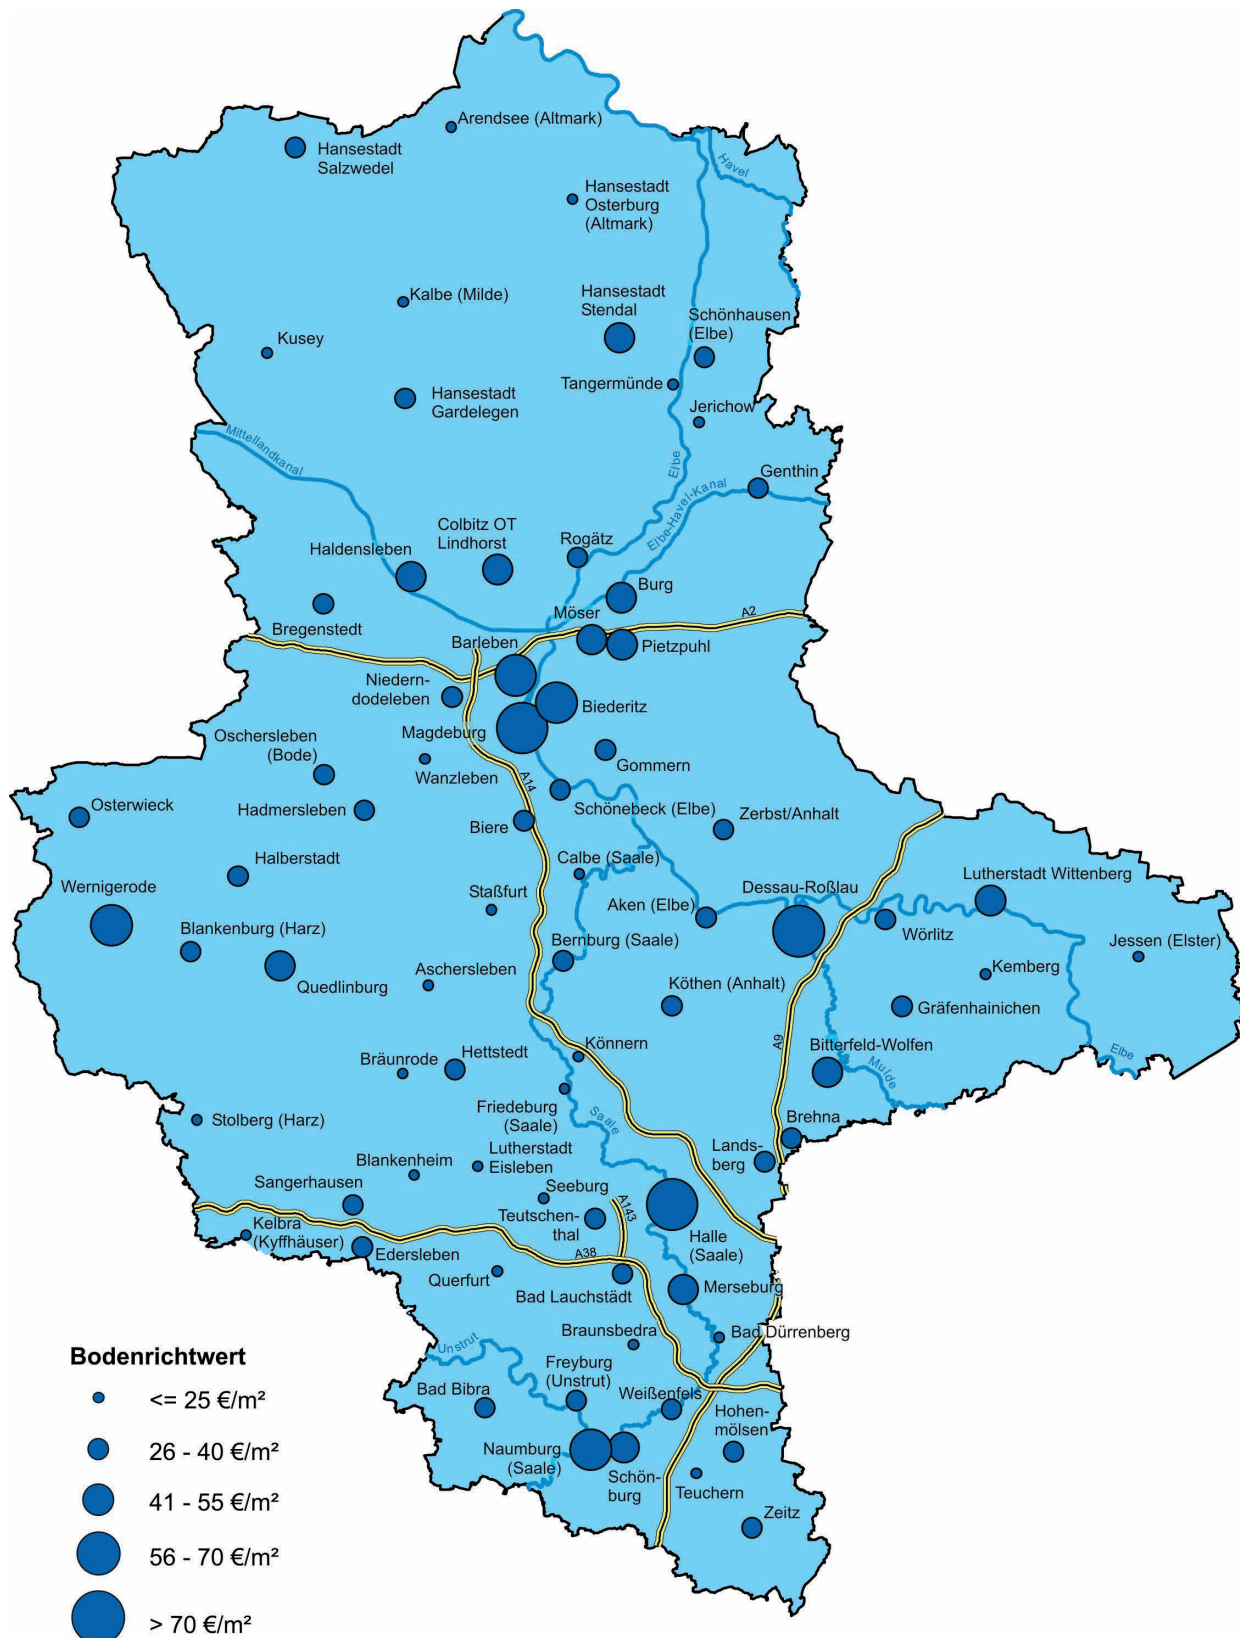 Arendsee (Altmark)
Hansestadt
Salzwedel
Havel
Hansestadt
Osterburg
(Altmark)
Kalbe (Milde)
Hansestadt
Stendal
Schönhausen
(Elbe)
Kusey
Tangermünde
Hansestadt
Gardelegen
Jerichow
Mittellandkanal
Elbe
Genthin
Elbe-Havel-Kanal
Colbitz OT
Lindhorst
Rogätz
Haldensleben
Burg
Möser
A2
Bregenstedt
Barleben
Pietzpuhl
Niedern-
dodeleben
Biederitz
Magdeburg
Oschersleben
(Bode)
Gommern
Wanzleben
A14
Osterwieck
Hadmersleben
Schönebeck (Elbe)
Zerbst/Anhalt
Biere
Halberstadt
Calbe (Saale)
Wernigerode
Staßfurt
Dessau-Roßlau
Lutherstadt Wittenberg
Aken (Elbe)
Blankenburg (Harz)
Wörlitz
Bernburg (Saale)
Jessen (Elster)
Aschersleben
Kemberg
Quedlinburg
Köthen (Anhalt)
Gräfenhainichen
Könnern
A9
Bitterfeld-Wolfen
Hettstedt
Bräunrode
Elbe
Mulde
Friedeburg
(Saale)
Saale
Stolberg (Harz)
Brehna
Lands-
berg
Lutherstadt
Eisleben
Blankenheim
Sangerhausen
Seeburg
A143
Teutschen-
thal
Kelbra
(Kyffhäuser)
Halle
(Saale)
Edersleben
A38
Querfurt
Merseburg
Bad Lauchstädt
Braunsbedra
Bad Dürrenberg
Unstrut
Freyburg
(Unstrut)
Bad Bibra
Weißenfels
Hohen-
mölsen
Naumburg
(Saale)
Schön-
burg
Teuchern
Zeitz
Bodenrichtwert
<= 25 €/m²
26 - 40 €/m²
41 - 55 €/m²
56 - 70 €/m²
> 70 €/m²